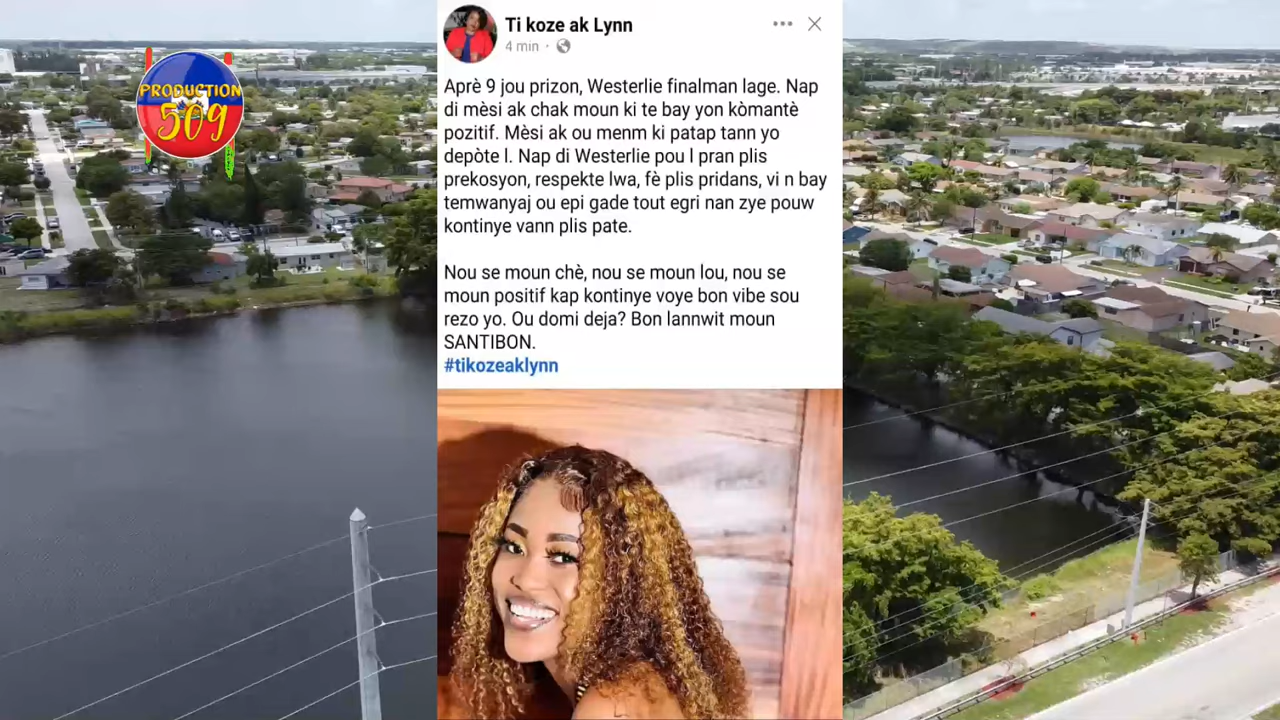 PRODUCTION
509
Ti koze ak Lynn
4 min
Aprè 9 jou prizon, Westerlie finalman lage. Nap
di mèsi ak chak moun ki te bay yon kòmantè
pozitif. Mèsi ak ou menm ki patap tann yo
depòte l. Nap di Westerlie pou l pran plis
prekosyon, respekte lwa, fè plis pridans, vi n bay
temwanyaj ou epi gade tout egri nan zye pouw
kontinye vann plis pate.
Nou se moun chè, nou se moun lou, nou se
moun positif kap kontinye voye bon vibe sou
rezo yo. Ou domi deja? Bon lannwit moun
SANTIBON.
#tikozeaklynn